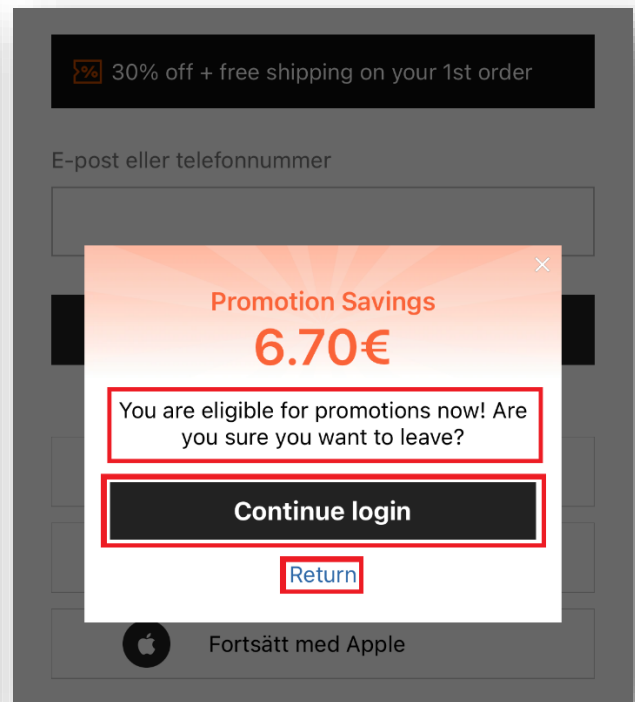 30% off + free shipping on your 1st order
E-post eller telefonnummer
Promotion Savings
6.70€
You are eligible for promotions now! Are
you sure you want to leave?
Continue login
Return
Fortsätt med Apple